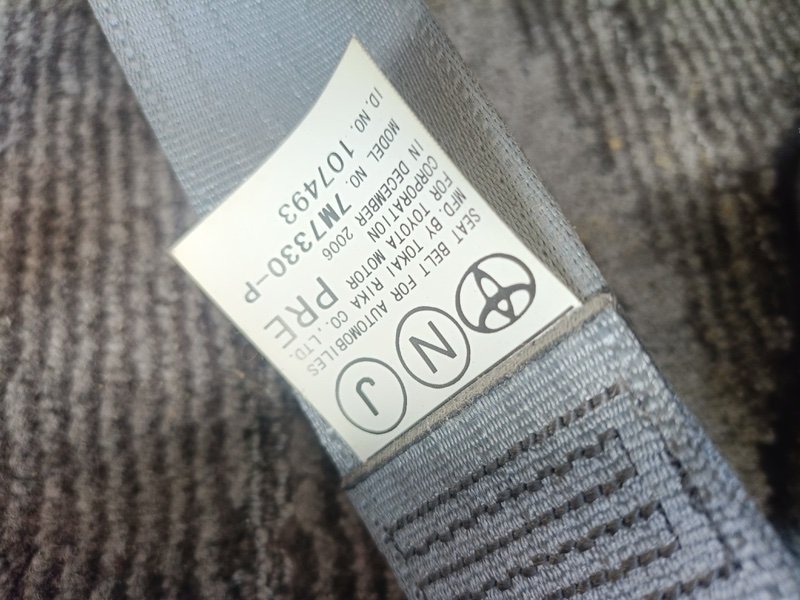 J N
SEAT BELT FOR AUTOMOBILES
MFD. BY TOKAI RIKA CO., LTD.
FOR TOYOTA MOTOR
CORPORATION
PRE
IN DECEMBER 2006
MODEL NO. 7M7330-P
ID.NO. 107493